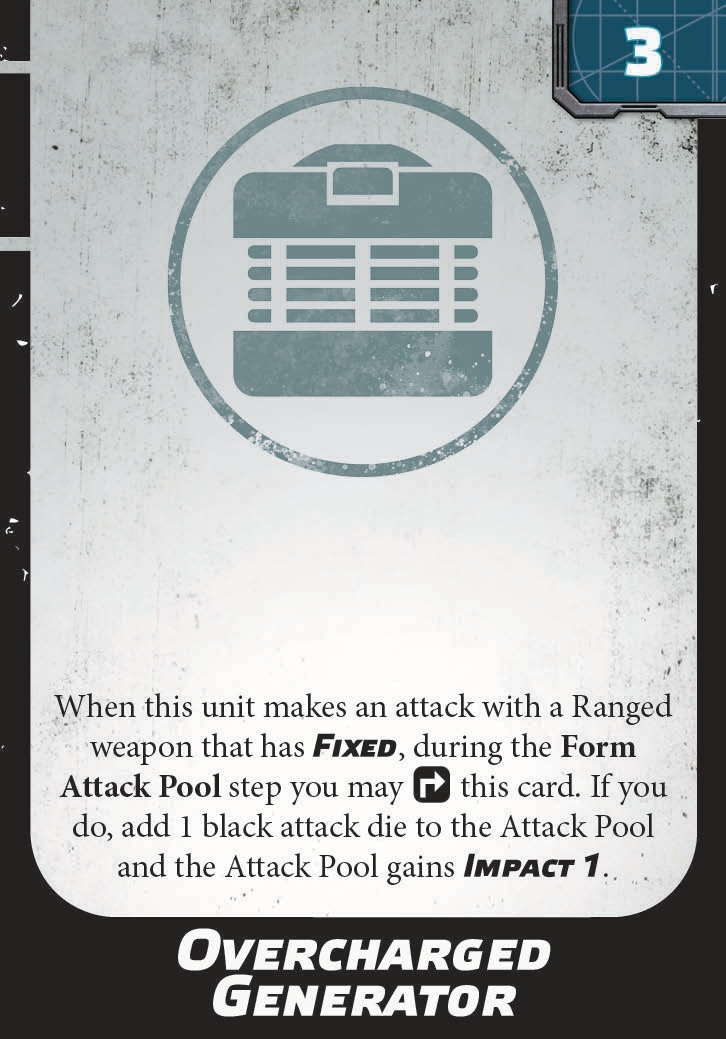 3
When this unit makes an attack with a Ranged
weapon that has FIXED, during the Form
Attack Pool step you may this card. If you
do, add 1 black attack die to the Attack Pool
and the Attack Pool gains IMPACT 1.
OVERCHARGED
GENERATOR